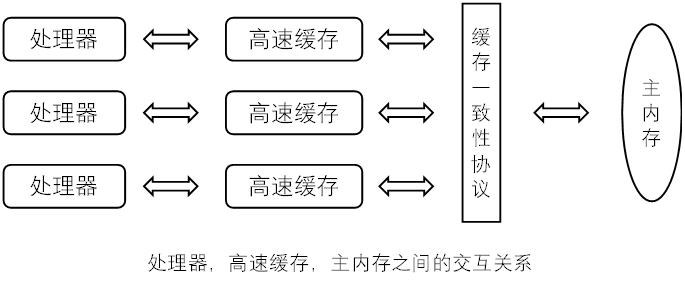 处理器
高速缓存
处理器
高速缓存
处理器
高速缓存
缓存一致性协议
主内存
处理器，高速缓存，主内存之间的交互关系